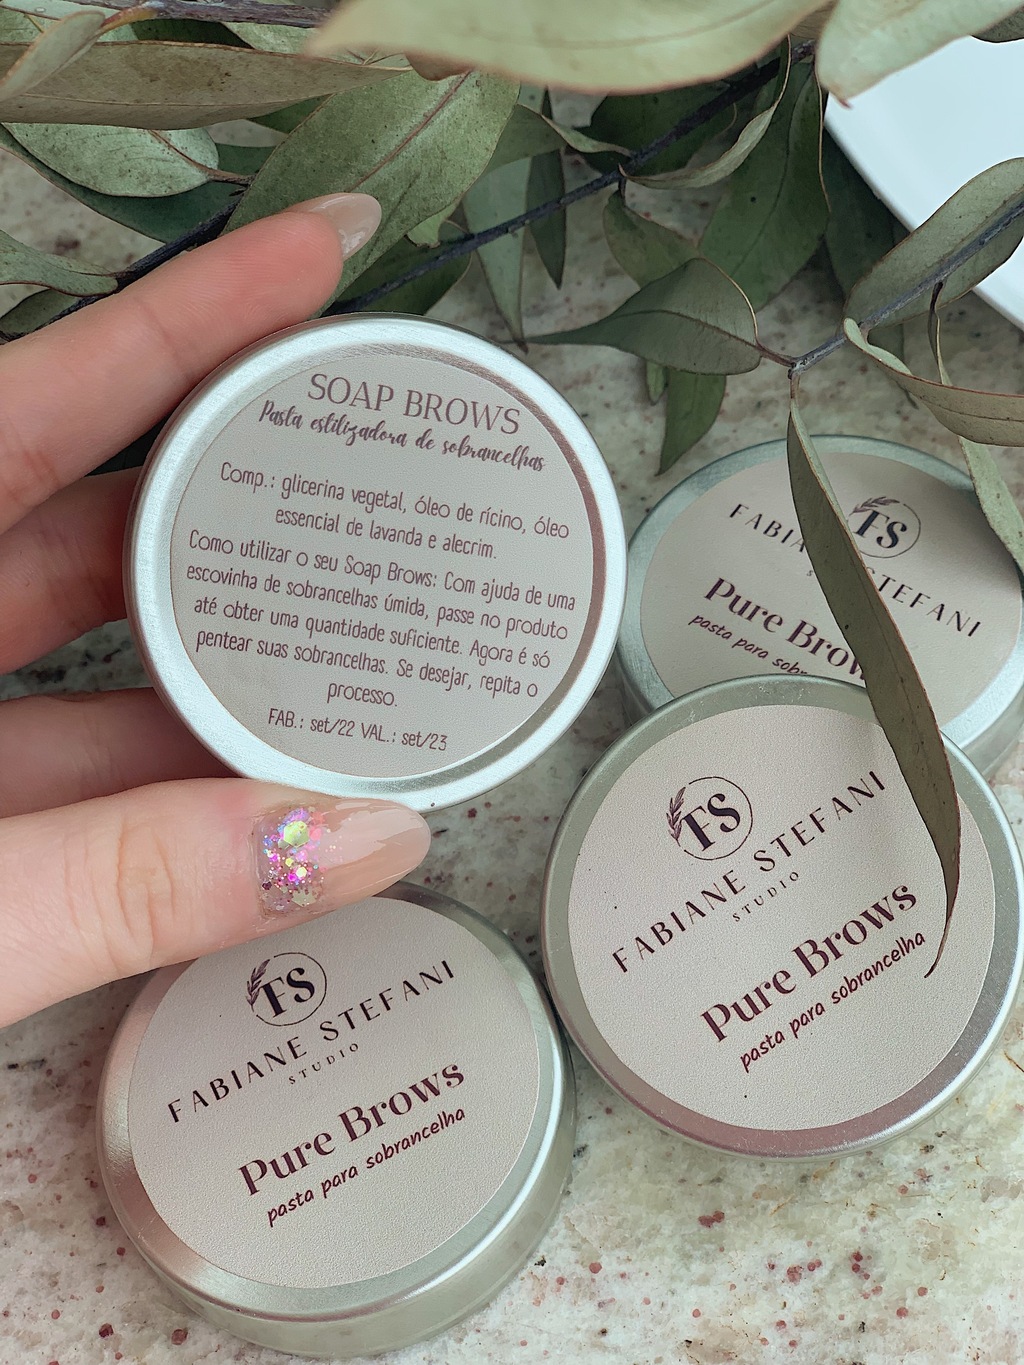 SOAP BROWS
Pasta estilizadora de sobrancelhas
Comp.: glicerina vegetal, óleo de rícino, óleo
essencial de lavanda e alecrim.
Como utilizar o seu Soap Brows: Com ajuda de uma
escovinha de sobrancelhas úmida, passe no produto
até obter uma quantidade suficiente. Agora é só
pentear suas sobrancelhas. Se desejar, repita o
processo.
FAB.: set/22 VAL.: set/23
FS
STEFANI
Pure Brows
pasta para
FS
FABIANE STEFANI
STUDIO
Pure Brows
pasta para sobrancelha
FS
FABIANE STEFANI
STUDIO
Pure Brows
pasta para sobrancelha